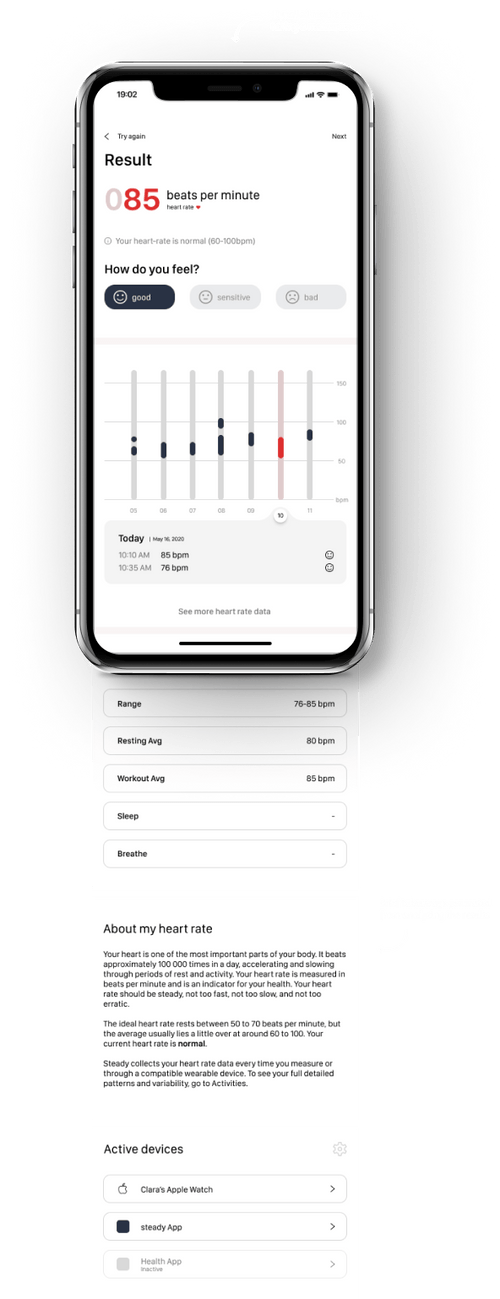 19:02
Try again
Next
Result
085 beats per minute
heart rate
Your heart-rate is normal (60-100bpm)
How do you feel?
good
sensitive
bad
150
100
50
bpm
05 06 07 08 09 10 11
Today | May 16, 2020
10:10 AM 85 bpm
10:35 AM 76 bpm
See more heart rate data
Range 76-85 bpm
Resting Avg 80 bpm
Workout Avg 85 bpm
Sleep -
Breathe -
About my heart rate
Your heart is one of the most important parts of your body. It beats
approximately 100 000 times in a day, accelerating and slowing
through periods of rest and activity. Your heart rate is measured in
beats per minute and is an indicator for your health. Your heart
rate should be steady, not too fast, not too slow, and not too
erratic.
The ideal heart rate rests between 50 to 70 beats per minute, but
the average usually lies a little over at around 60 to 100. Your
current heart rate is normal.
Steady collects your heart rate data every time you measure or
through a compatible wearable device. To see your full detailed
patterns and variability, go to Activities.
Active devices
Clara's Apple Watch
steady App
Health App
inactive